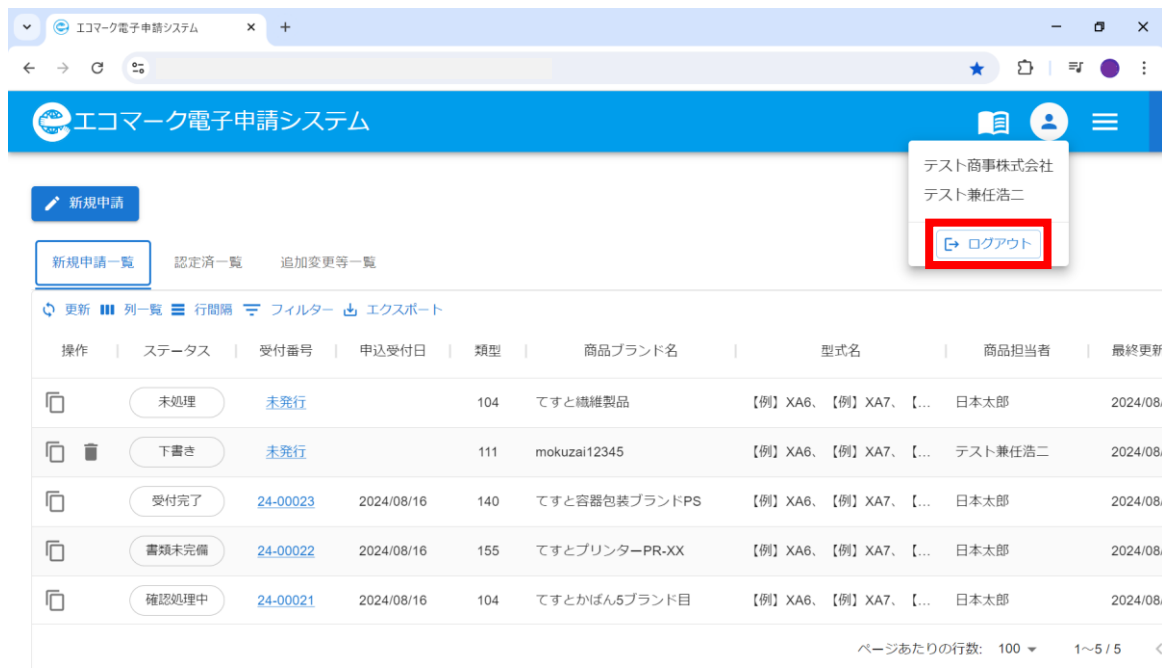 エコマーク電子申請システム
エコマーク電子申請システム
テスト商事株式会社
テスト兼任浩二
ログアウト
新規申請
新規申請一覧 認定済一覧 追加変更等一覧
更新 列一覧 行間隔 フィルター エクスポート
操作 ステータス 受付番号 申込受付日 類型 商品ブランド名 型式名 商品担当者 最終更新
未処理 未発行 104 てすと繊維製品 【例】XA6、【例】XA7、【... 日本太郎 2024/08/
下書き 未発行 111 mokuzai12345 【例】XA6、【例】XA7、【... テスト兼任浩二 2024/08/
受付完了 24-00023 2024/08/16 140 てすと容器包装ブランドPS 【例】XA6、【例】XA7、【... 日本太郎 2024/08/
書類未完備 24-00022 2024/08/16 155 てすとプリンターPR-XX 【例】XA6、【例】XA7、【... 日本太郎 2024/08/
確認処理中 24-00021 2024/08/16 104 てすとかばん5ブランド目 【例】XA6、【例】XA7、【... 日本太郎 2024/08/
ページあたりの行数: 100 1~5 / 5